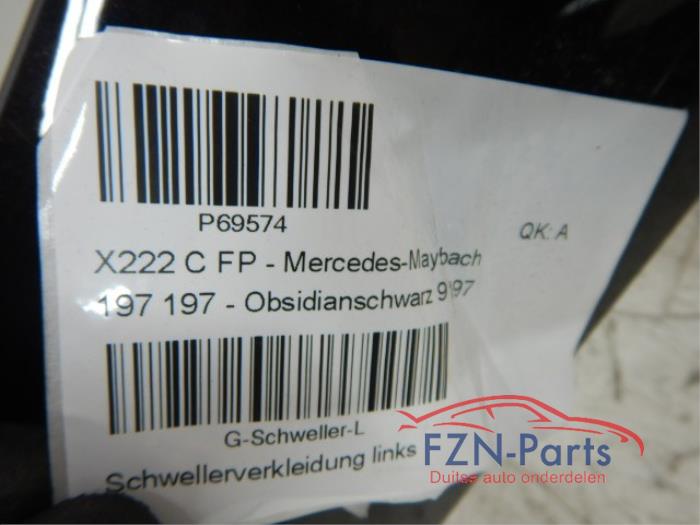 P69574
QK: A
X222 C FP - Mercedes-Maybach
197 197 - Obsidianschwarz 9197
G-Schweller-L
Schwellerverkleidung links
FZN-Parts
Duitse auto onderdelen